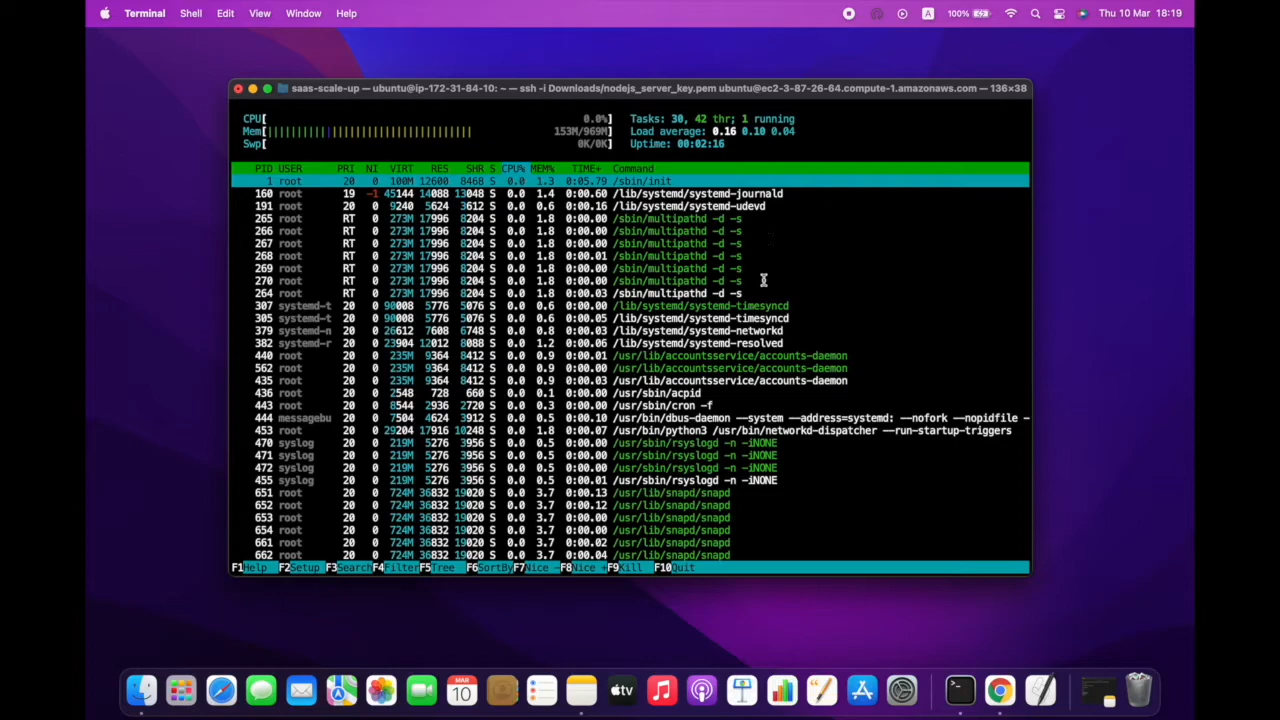 Terminal Shell Edit View Window Help A 100% Thu 10 Mar 18:19
saas-scale-up — ubuntu@ip-172-31-84-10: ~ — ssh -i Downloads/nodejs_server_key.pem ubuntu@ec2-3-87-26-64.compute-1.amazonaws.com — 136×38
CPU[ 0.0%] Tasks: 30, 42 thr; 1 running
Mem[|||||||||||||||||||||||||||||||||| 153M/969M] Load average: 0.16 0.10 0.04
Swp[ 0K/0K] Uptime: 00:02:16
PID USER PRI NI VIRT RES SHR S CPU% MEM% TIME+ Command
1 root 20 0 100M 12600 8468 S 0.0 1.3 0:05.79 /sbin/init
160 root 19 -1 45144 14088 13048 S 0.0 1.4 0:00.60 /lib/systemd/systemd-journald
191 root 20 0 9240 5624 3612 S 0.0 0.6 0:00.16 /lib/systemd/systemd-udevd
265 root RT 0 273M 17996 8204 S 0.0 1.8 0:00.00 /sbin/multipathd -d -s
266 root RT 0 273M 17996 8204 S 0.0 1.8 0:00.00 /sbin/multipathd -d -s
267 root RT 0 273M 17996 8204 S 0.0 1.8 0:00.00 /sbin/multipathd -d -s
268 root RT 0 273M 17996 8204 S 0.0 1.8 0:00.01 /sbin/multipathd -d -s
269 root RT 0 273M 17996 8204 S 0.0 1.8 0:00.00 /sbin/multipathd -d -s
270 root RT 0 273M 17996 8204 S 0.0 1.8 0:00.00 /sbin/multipathd -d -s
264 root RT 0 273M 17996 8204 S 0.0 1.8 0:00.03 /sbin/multipathd -d -s
307 systemd-t 20 0 90008 5776 5076 S 0.0 0.6 0:00.00 /lib/systemd/systemd-timesyncd
305 systemd-t 20 0 90008 5776 5076 S 0.0 0.6 0:00.05 /lib/systemd/systemd-timesyncd
379 systemd-n 20 0 26612 7608 6748 S 0.0 0.8 0:00.03 /lib/systemd/systemd-networkd
382 systemd-r 20 0 23904 12012 8088 S 0.0 1.2 0:00.06 /lib/systemd/systemd-resolved
440 root 20 0 235M 9364 8412 S 0.0 0.9 0:00.01 /usr/lib/accountsservice/accounts-daemon
562 root 20 0 235M 9364 8412 S 0.0 0.9 0:00.00 /usr/lib/accountsservice/accounts-daemon
435 root 20 0 235M 9364 8412 S 0.0 0.9 0:00.03 /usr/lib/accountsservice/accounts-daemon
436 root 20 0 2548 728 660 S 0.0 0.1 0:00.00 /usr/sbin/acpid
443 root 20 0 8544 2936 2720 S 0.0 0.3 0:00.00 /usr/sbin/cron -f
444 messagebu 20 0 7504 4624 3912 S 0.0 0.5 0:00.10 /usr/bin/dbus-daemon --system --address=systemd: --nofork --nopidfile -
453 root 20 0 29204 17916 10248 S 0.0 1.8 0:00.07 /usr/bin/python3 /usr/bin/networkd-dispatcher --run-startup-triggers
470 syslog 20 0 219M 5276 3956 S 0.0 0.5 0:00.00 /usr/sbin/rsyslogd -n -iNONE
471 syslog 20 0 219M 5276 3956 S 0.0 0.5 0:00.00 /usr/sbin/rsyslogd -n -iNONE
472 syslog 20 0 219M 5276 3956 S 0.0 0.5 0:00.00 /usr/sbin/rsyslogd -n -iNONE
455 syslog 20 0 219M 5276 3956 S 0.0 0.5 0:00.01 /usr/sbin/rsyslogd -n -iNONE
651 root 20 0 724M 36832 19020 S 0.0 3.7 0:00.13 /usr/lib/snapd/snapd
652 root 20 0 724M 36832 19020 S 0.0 3.7 0:00.12 /usr/lib/snapd/snapd
653 root 20 0 724M 36832 19020 S 0.0 3.7 0:00.00 /usr/lib/snapd/snapd
654 root 20 0 724M 36832 19020 S 0.0 3.7 0:00.00 /usr/lib/snapd/snapd
661 root 20 0 724M 36832 19020 S 0.0 3.7 0:00.02 /usr/lib/snapd/snapd
662 root 20 0 724M 36832 19020 S 0.0 3.7 0:00.04 /usr/lib/snapd/snapd
F1Help F2Setup F3SearchF4FilterF5Tree F6SortByF7Nice -F8Nice +F9Kill F10Quit
MAR
10
tv